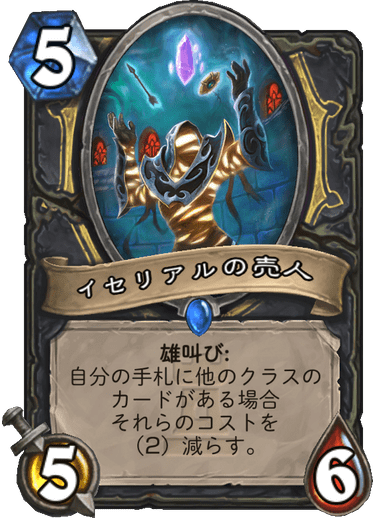 5
イセリアルの売人
雄叫び:
自分の手札に他のクラスの
カードがある場合
それらのコストを
（2）減らす。
5
6